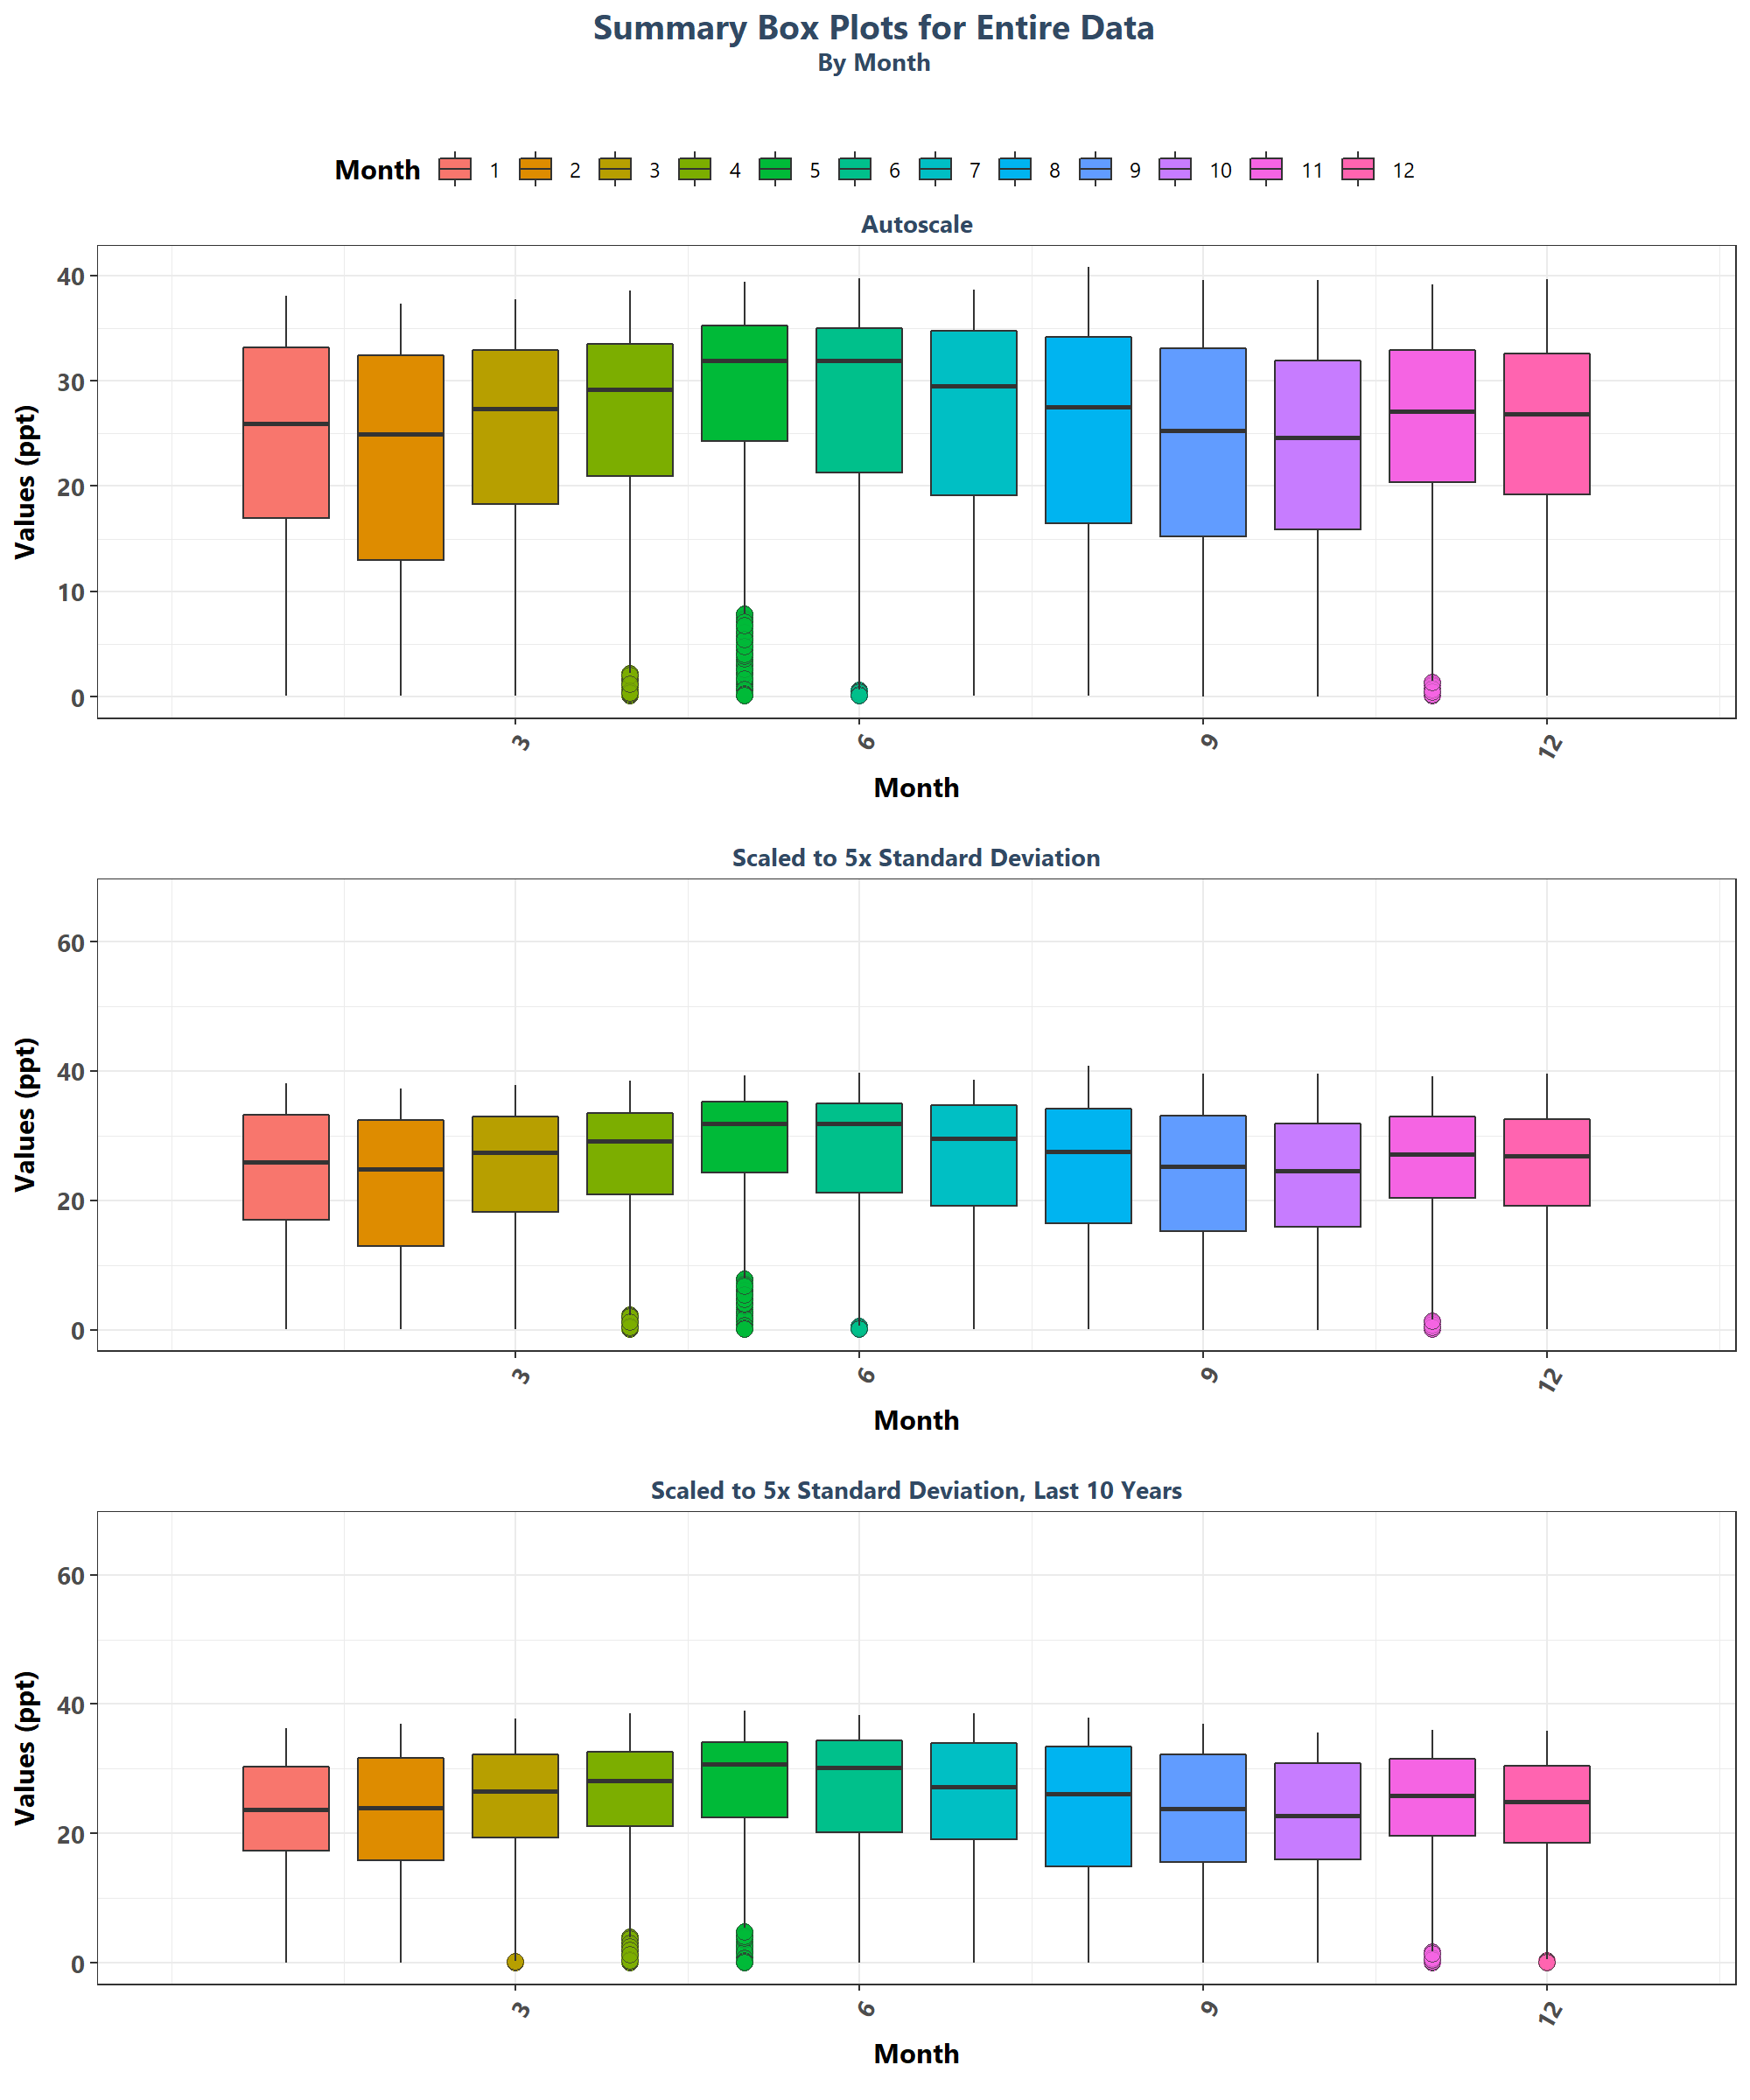 Summary Box Plots for Entire Data
By Month
Month 1 2 3 4 5 6 7 8 9 10 11 12
Autoscale
Values (ppt)
40
30
20
10
0
3 6 9 12
Month
Scaled to 5x Standard Deviation
Values (ppt)
60
40
20
0
3 6 9 12
Month
Scaled to 5x Standard Deviation, Last 10 Years
Values (ppt)
60
40
20
0
3 6 9 12
Month